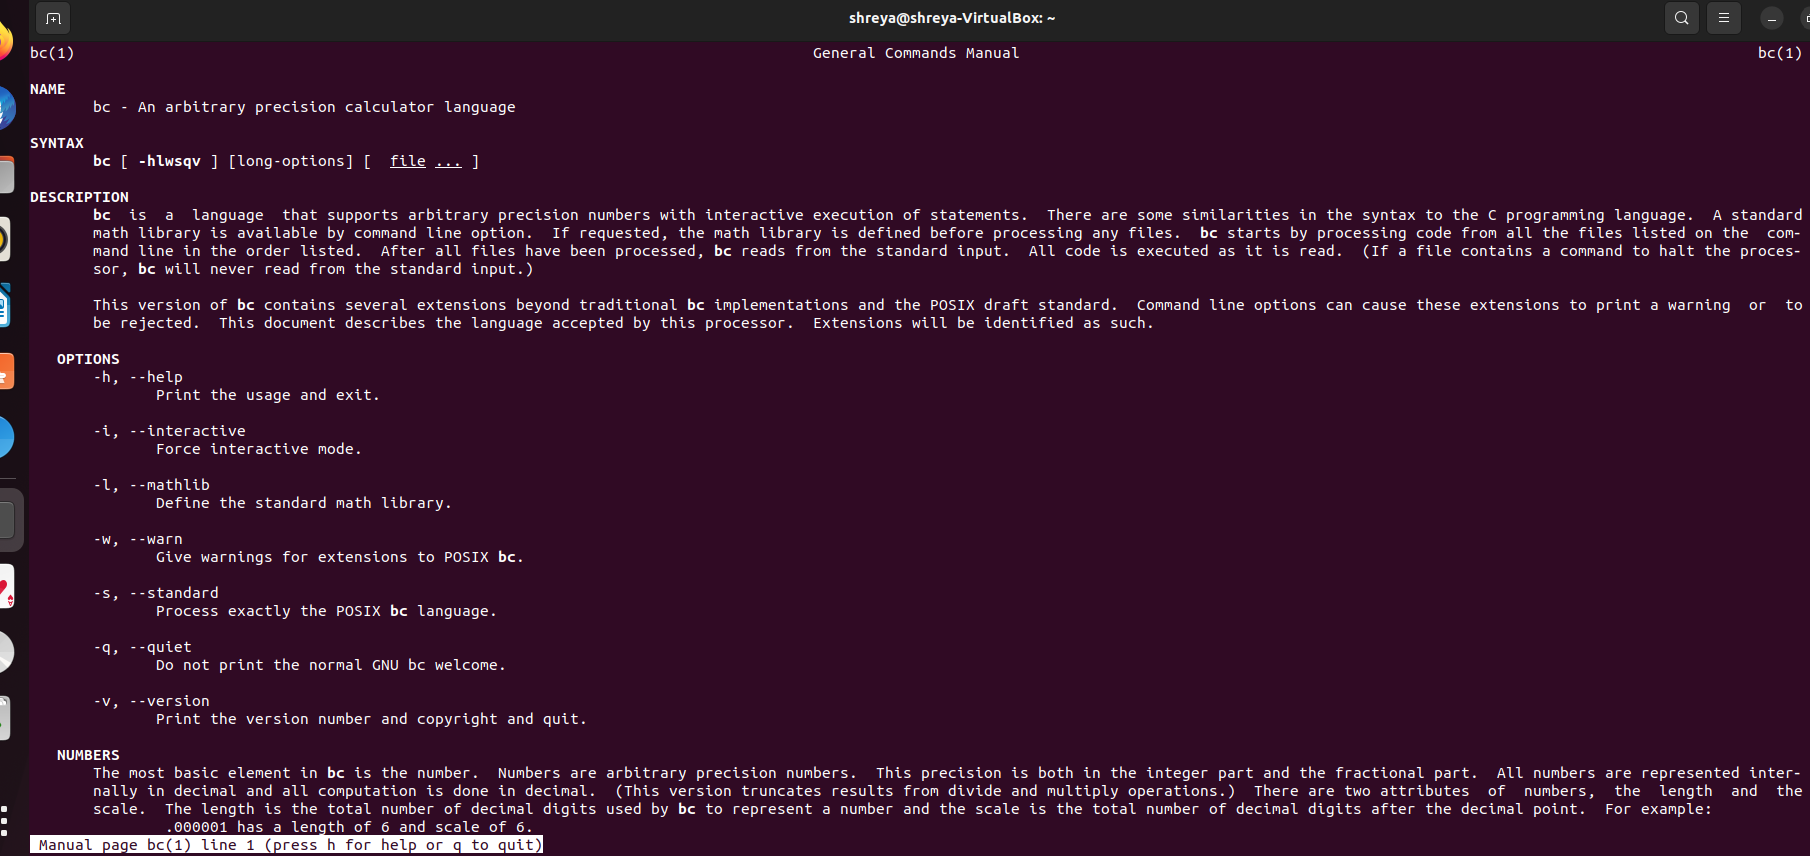 shreya@shreya-VirtualBox: ~
bc(1) General Commands Manual bc(1)
NAME
bc - An arbitrary precision calculator language
SYNTAX
bc [ -hlwsqv ] [long-options] [ file ... ]
DESCRIPTION
bc is a language that supports arbitrary precision numbers with interactive execution of statements. There are some similarities in the syntax to the C programming language. A standard
math library is available by command line option. If requested, the math library is defined before processing any files. bc starts by processing code from all the files listed on the com-
mand line in the order listed. After all files have been processed, bc reads from the standard input. All code is executed as it is read. (If a file contains a command to halt the proces-
sor, bc will never read from the standard input.)
This version of bc contains several extensions beyond traditional bc implementations and the POSIX draft standard. Command line options can cause these extensions to print a warning or to
be rejected. This document describes the language accepted by this processor. Extensions will be identified as such.
OPTIONS
-h, --help
Print the usage and exit.
-i, --interactive
Force interactive mode.
-l, --mathlib
Define the standard math library.
-w, --warn
Give warnings for extensions to POSIX bc.
-s, --standard
Process exactly the POSIX bc language.
-q, --quiet
Do not print the normal GNU bc welcome.
-v, --version
Print the version number and copyright and quit.
NUMBERS
The most basic element in bc is the number. Numbers are arbitrary precision numbers. This precision is both in the integer part and the fractional part. All numbers are represented inter-
nally in decimal and all computation is done in decimal. (This version truncates results from divide and multiply operations.) There are two attributes of numbers, the length and the
scale. The length is the total number of decimal digits used by bc to represent a number and the scale is the total number of decimal digits after the decimal point. For example:
.000001 has a length of 6 and scale of 6.
Manual page bc(1) line 1 (press h for help or q to quit)